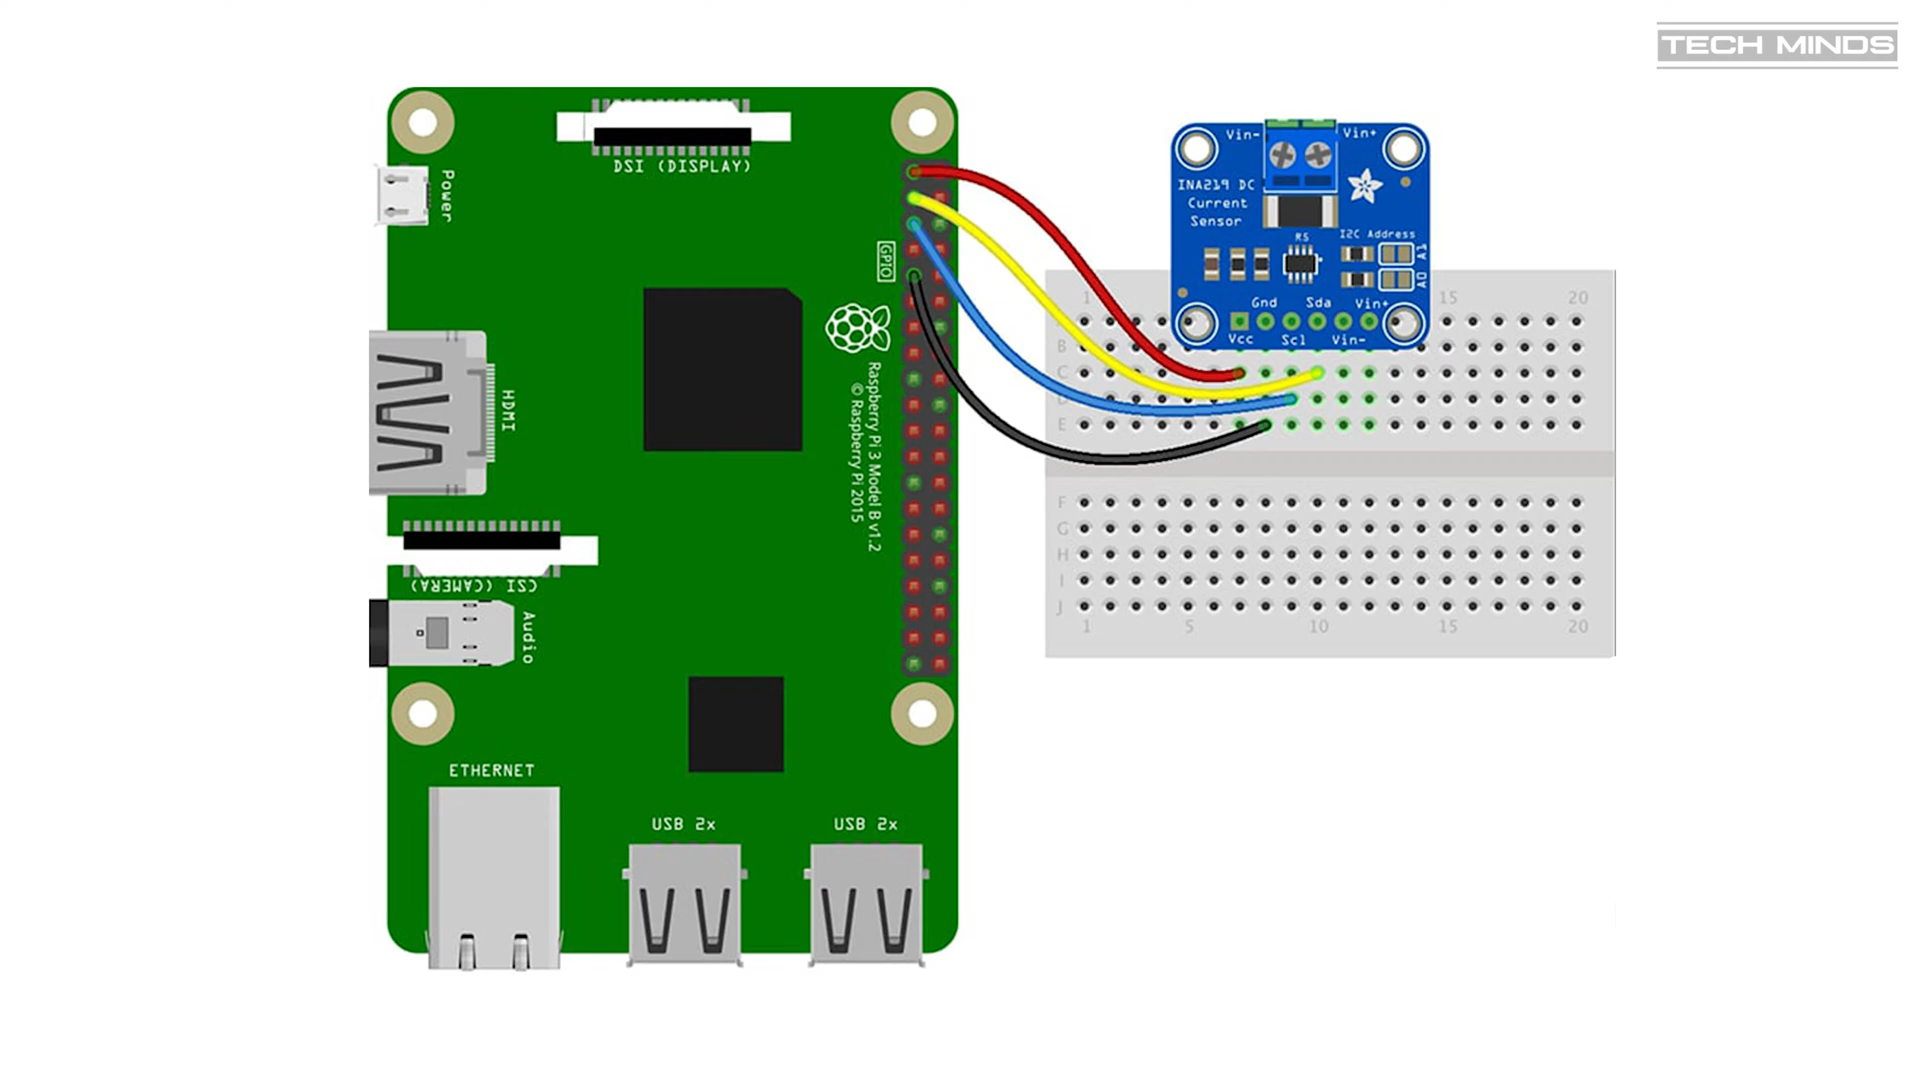 TECH MINDS
DSI (DISPLAY)
Power
GPIO
HDMI
Raspberry Pi 3 Model B v1.2
© Raspberry Pi 2015
CSI (CAMERA)
Audio
ETHERNET
USB 2x
USB 2x
Vin-
Vin+
INA219 DC
Current
Sensor
R5
I2C Address
A1
A0
Gnd
Sda
Vin+
Vcc
Scl
Vin-
1
15
20
B
C
D
E
F
G
H
I
J
1
5
10
15
20